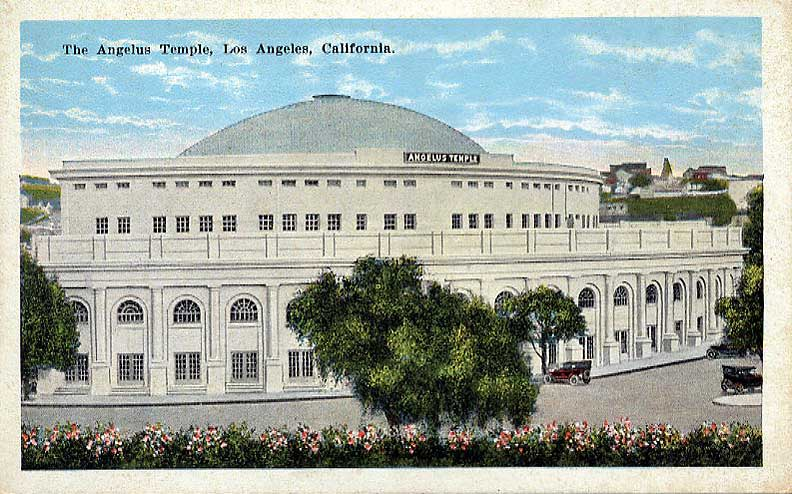 The Angelus Temple, Los Angeles, California.
ANGELUS TEMPLE